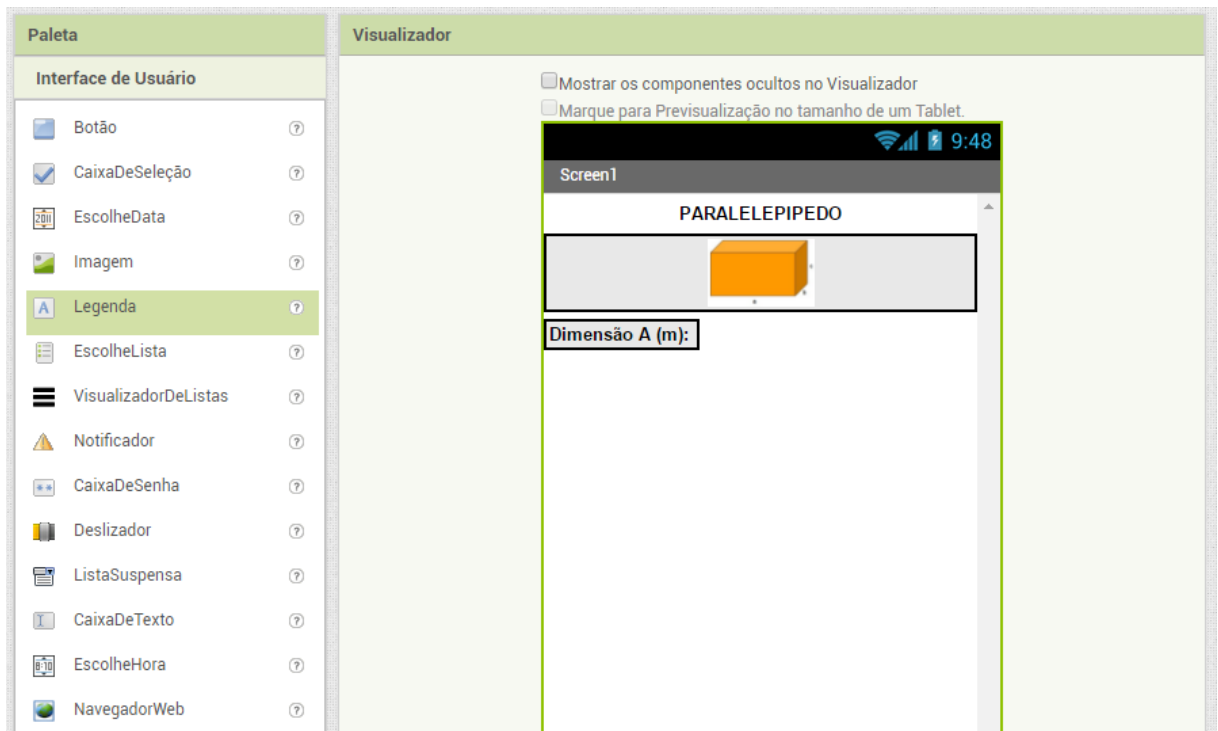 Paleta
Interface de Usuário
Botão
CaixaDeSeleção
EscolheData
Imagem
Legenda
EscolheLista
VisualizadorDeListas
Notificador
CaixaDeSenha
Deslizador
ListaSuspensa
CaixaDeTexto
EscolheHora
NavegadorWeb
Visualizador
Mostrar os componentes ocultos no Visualizador
Marque para Previsualização no tamanho de um Tablet.
9:48
Screen1
PARALELEPIPEDO
Dimensão A (m):